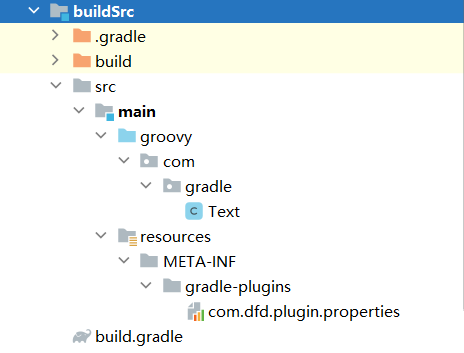 buildSrc
.gradle
build
src
main
groovy
com
gradle
Text
resources
META-INF
gradle-plugins
com.dfd.plugin.properties
build.gradle